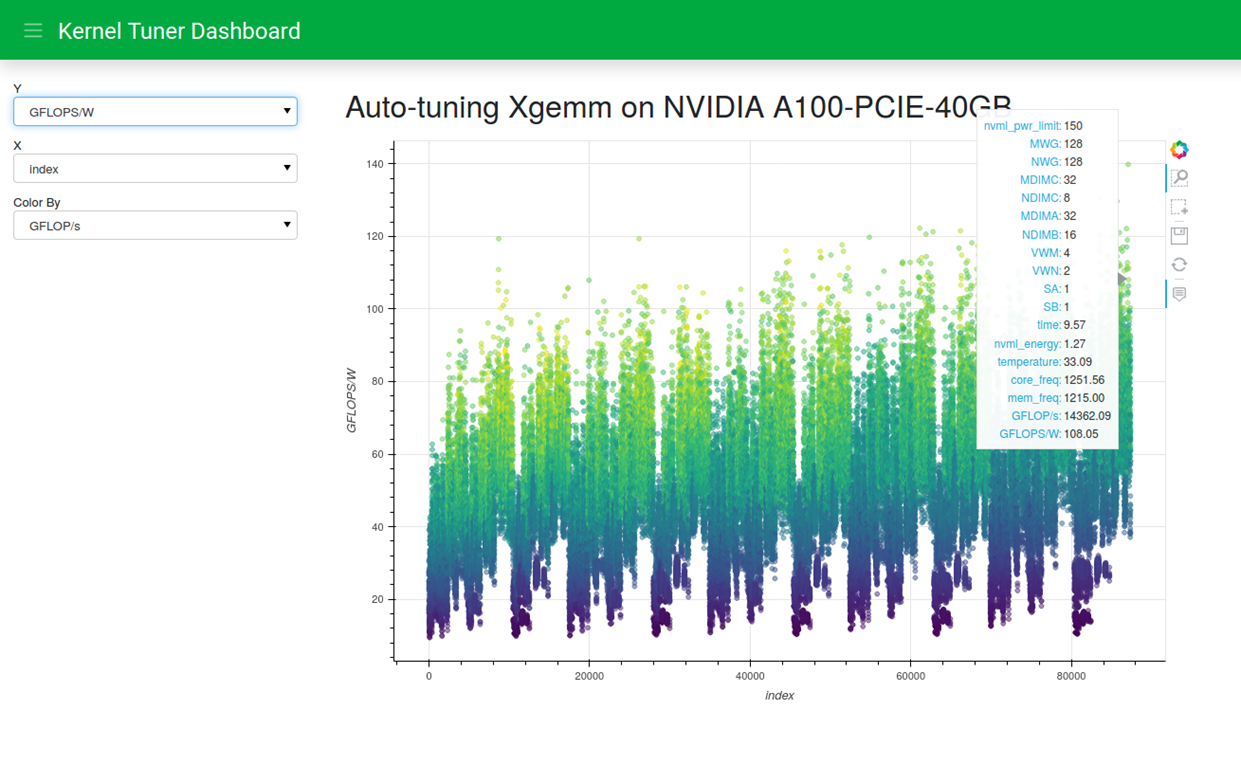 Kernel Tuner Dashboard
Y
GFLOPS/W
X
index
Color By
GFLOP/s
Auto-tuning Xgemm on NVIDIA A100-PCIE-40GB
nvml_pwr_limit: 150
MWG: 128
NWG: 128
MDIMC: 32
NDIMC: 8
MDIMA: 32
NDIMB: 16
VWM: 4
VWN: 2
SA: 1
SB: 1
time: 9.57
nvml_energy: 1.27
temperature: 33.09
core_freq: 1251.56
mem_freq: 1215.00
GFLOP/s: 14362.09
GFLOPS/W: 108.05
140
120
100
80
60
40
20
GFLOPS/W
0
20000
40000
60000
80000
index